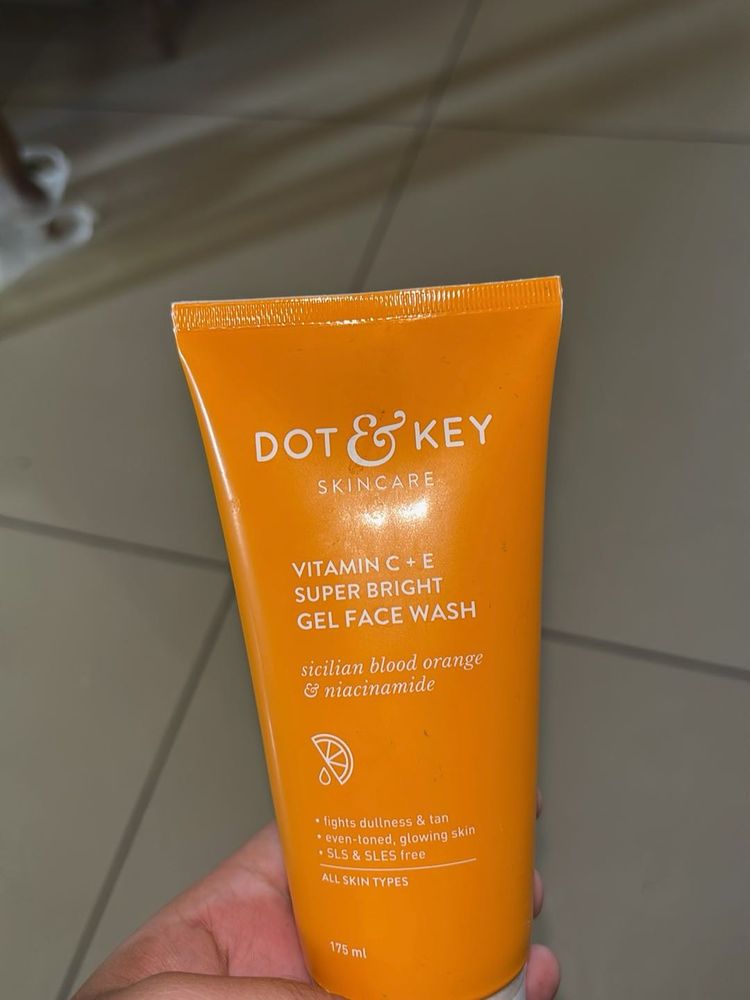 DOT & KEY
SKINCARE
VITAMIN C + E
SUPER BRIGHT
GEL FACE WASH
sicilian blood orange
& niacinamide
• fights dullness & tan
• even-toned, glowing skin
• SLS & SLES free
ALL SKIN TYPES
175 ml